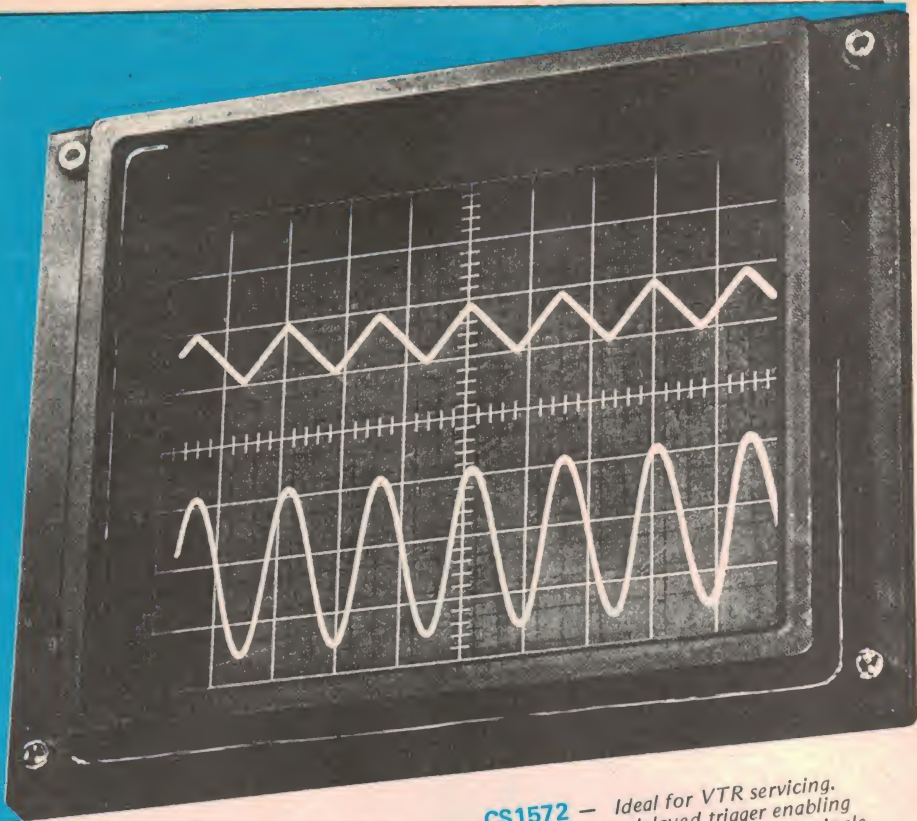 CS1572 – Ideal for VTR servicing.
delayed trigger enabling